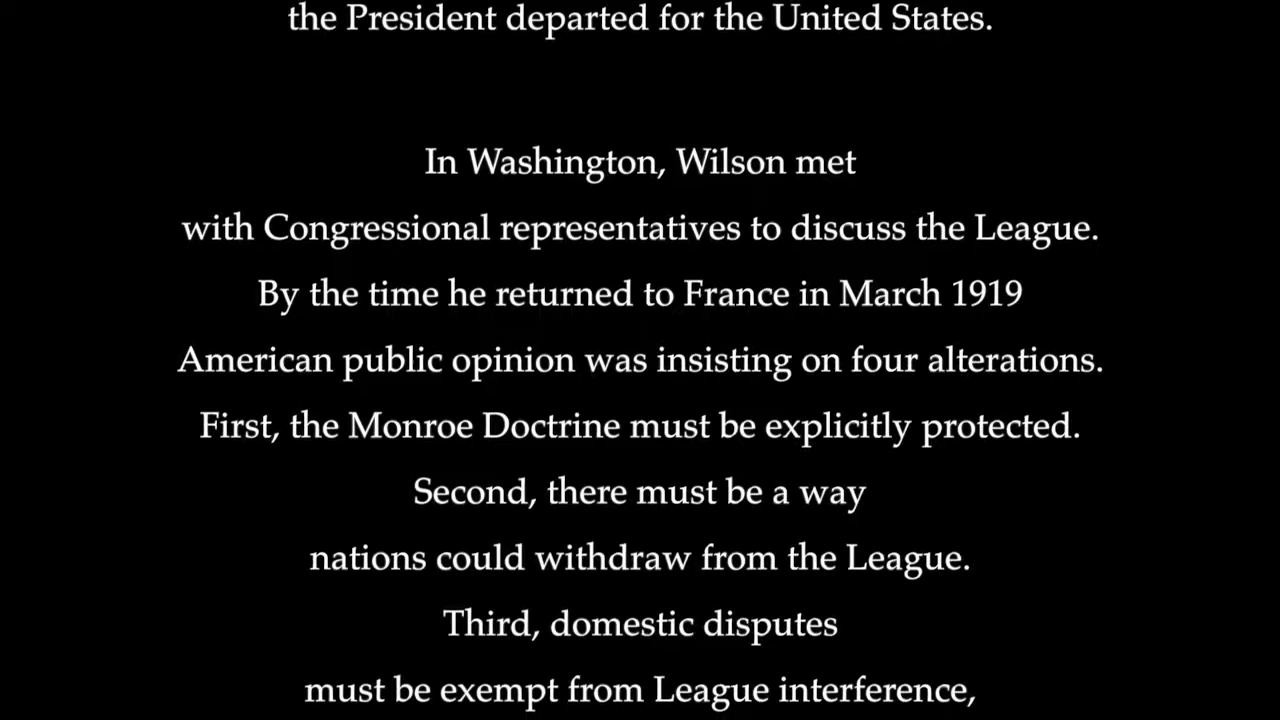 the President departed for the United States.
In Washington, Wilson met
with Congressional representatives to discuss the League.
By the time he returned to France in March 1919
American public opinion was insisting on four alterations.
First, the Monroe Doctrine must be explicitly protected.
Second, there must be a way
nations could withdraw from the League.
Third, domestic disputes
must be exempt from League interference,